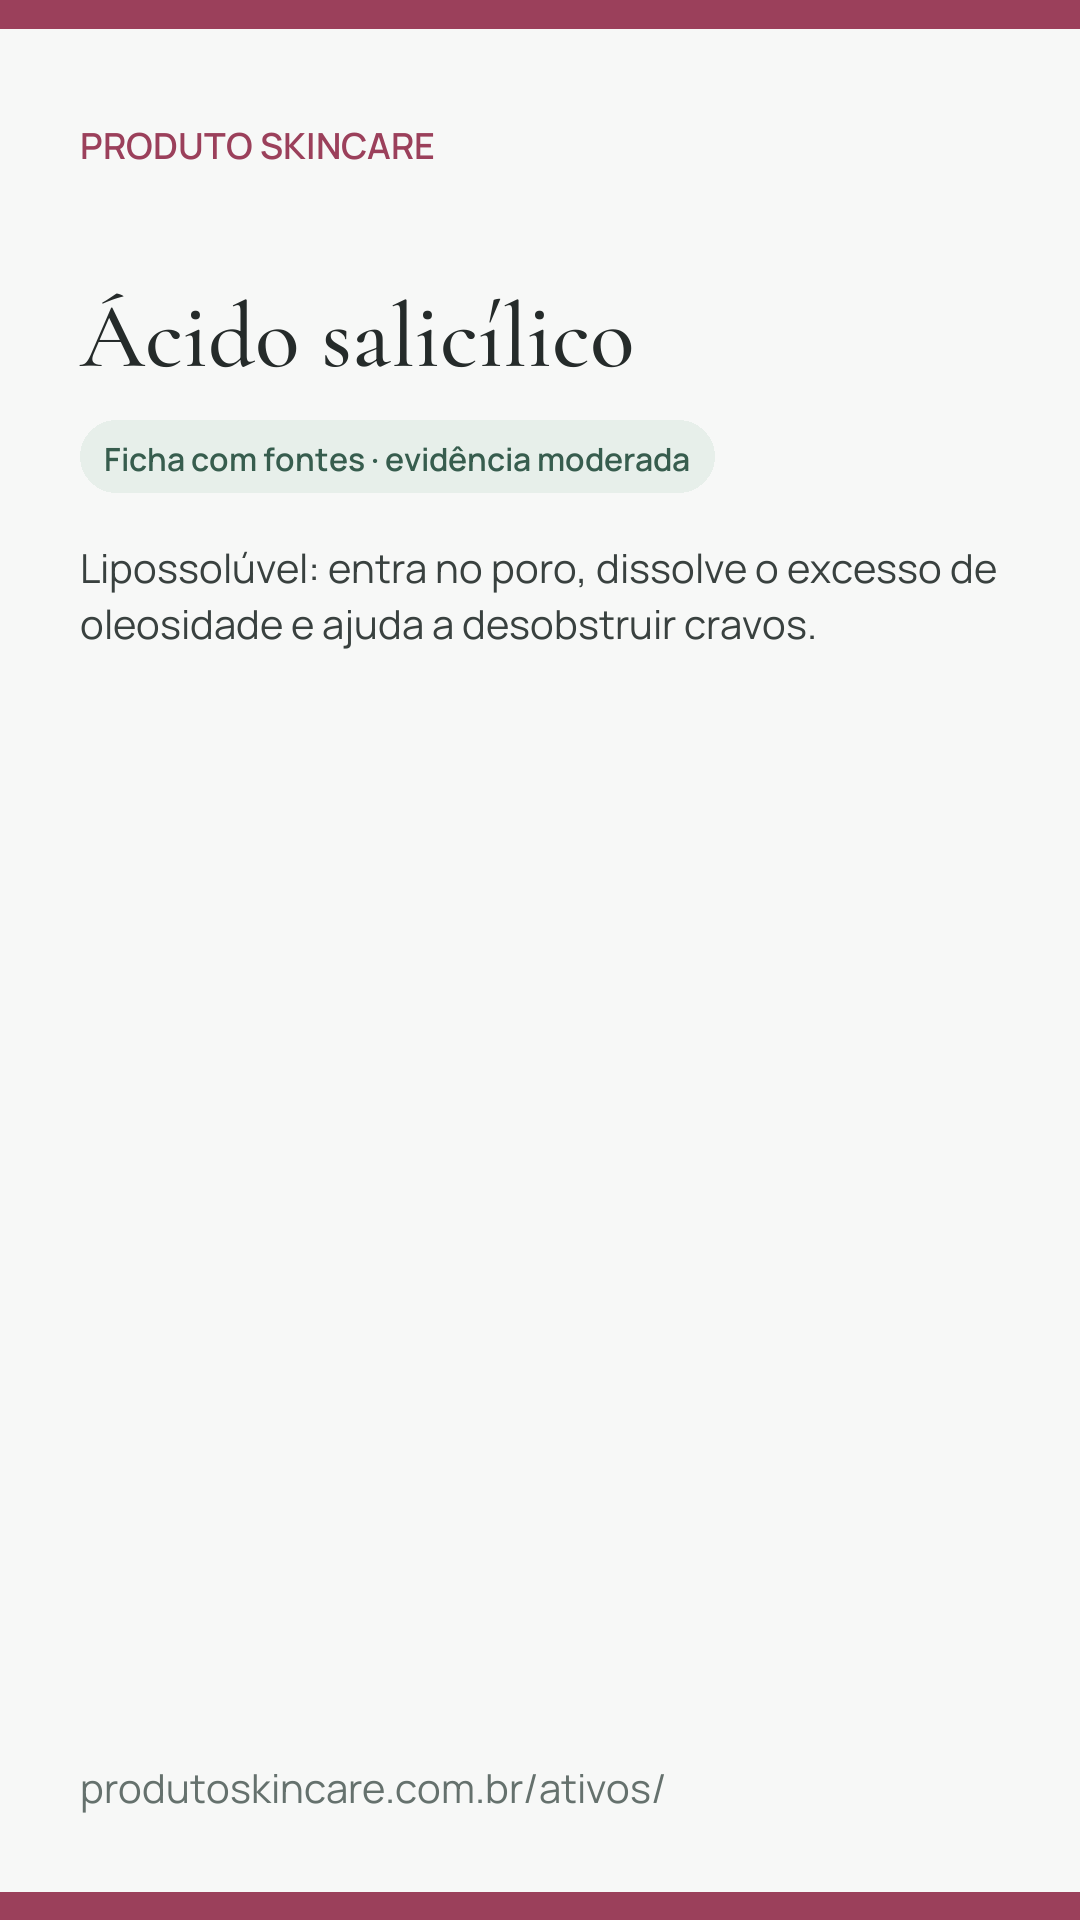 PRODUTO SKINCARE
Ácido salicílico
Ficha com fontes · evidência moderada
Lipossolúvel: entra no poro, dissolve o excesso de
oleosidade e ajuda a desobstruir cravos.
produtoskincare.com.br/ativos/